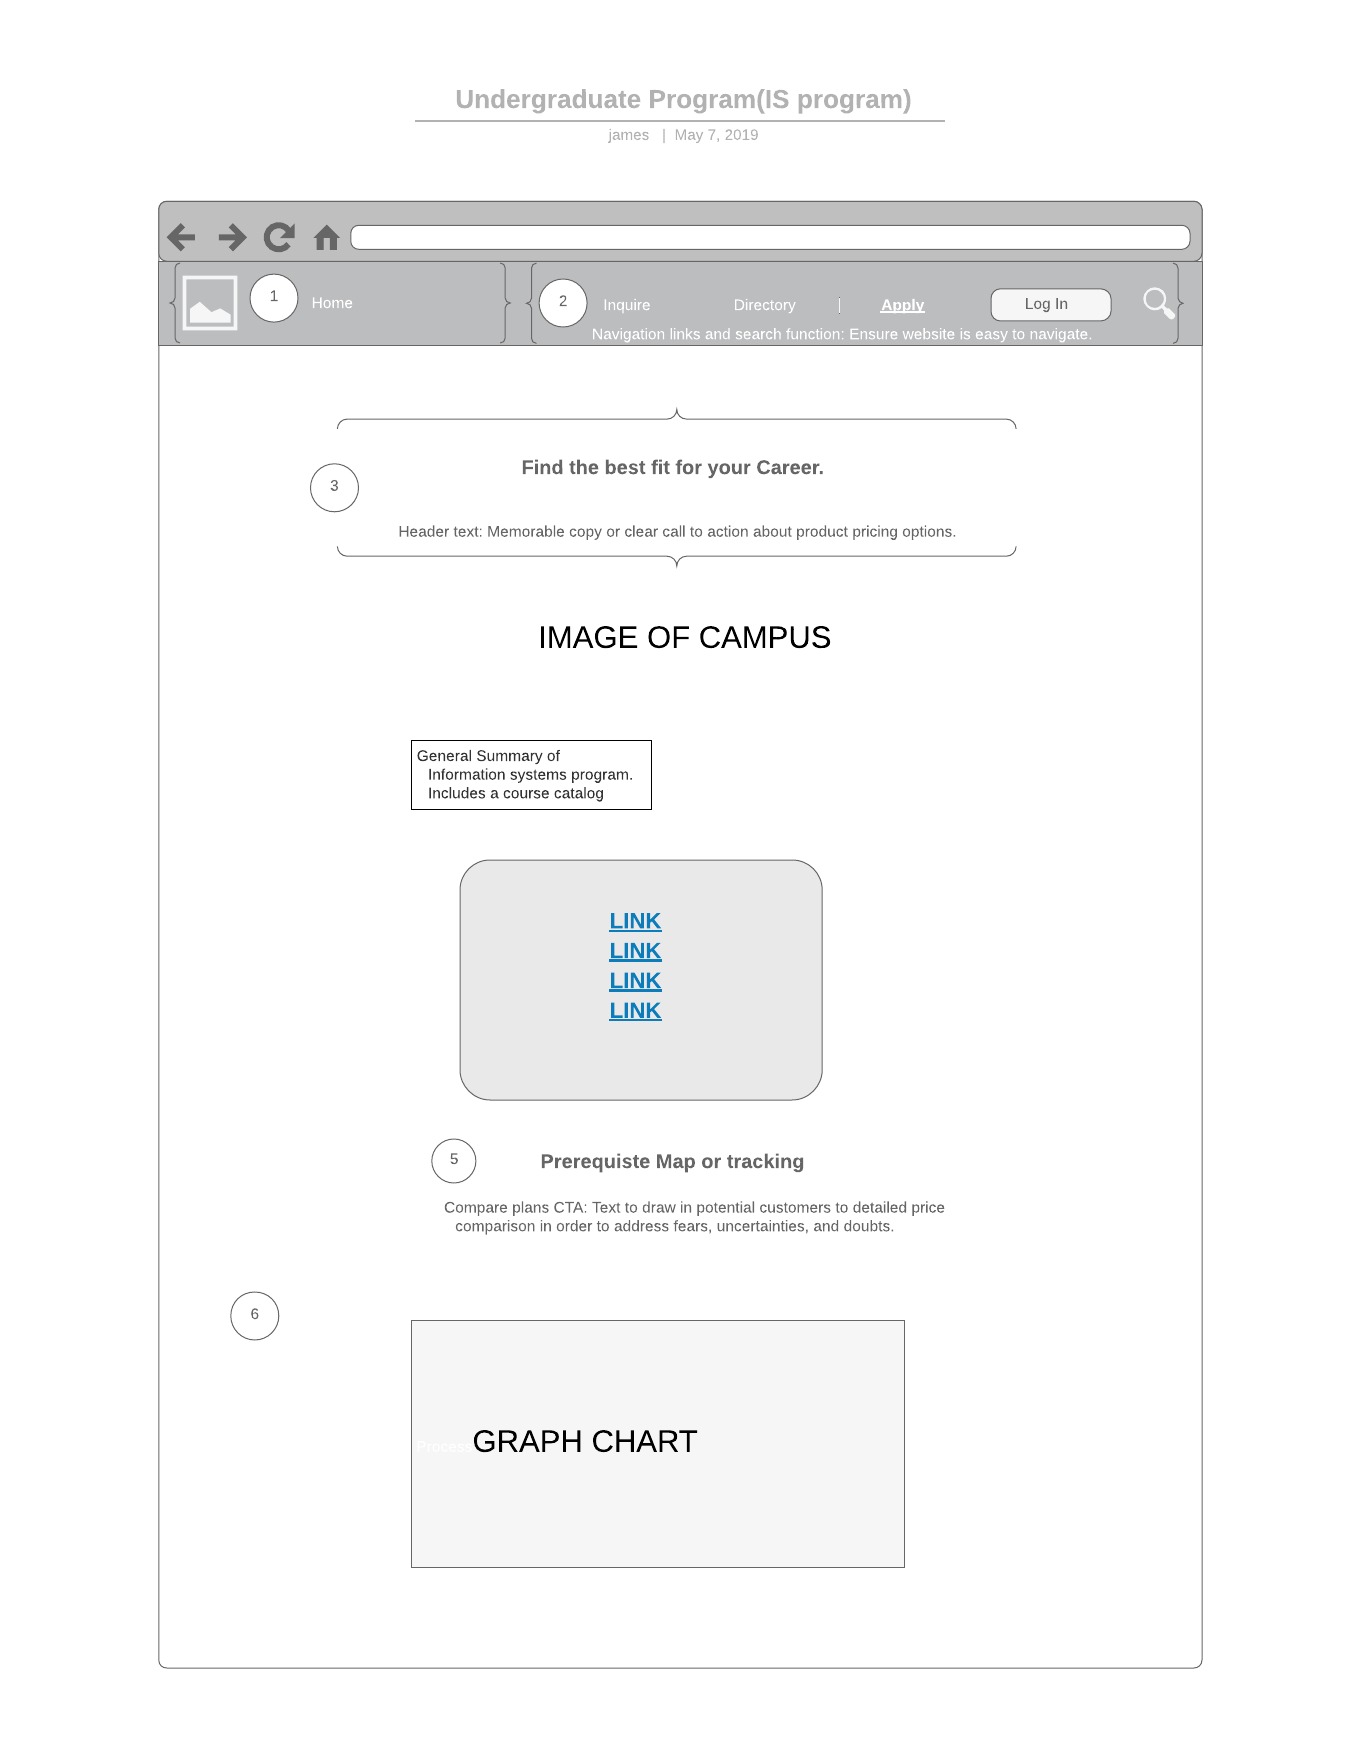 Undergraduate Program(IS program)
james | May 7, 2019
1
Home
2
Inquire
Directory
|
Apply
Log In
Navigation links and search function: Ensure website is easy to navigate.
Find the best fit for your Career.
3
Header text: Memorable copy or clear call to action about product pricing options.
IMAGE OF CAMPUS
General Summary of
Information systems program.
Includes a course catalog
LINK
LINK
LINK
LINK
5
Prerequiste Map or tracking
Compare plans CTA: Text to draw in potential customers to detailed price
comparison in order to address fears, uncertainties, and doubts.
6
Process
GRAPH CHART